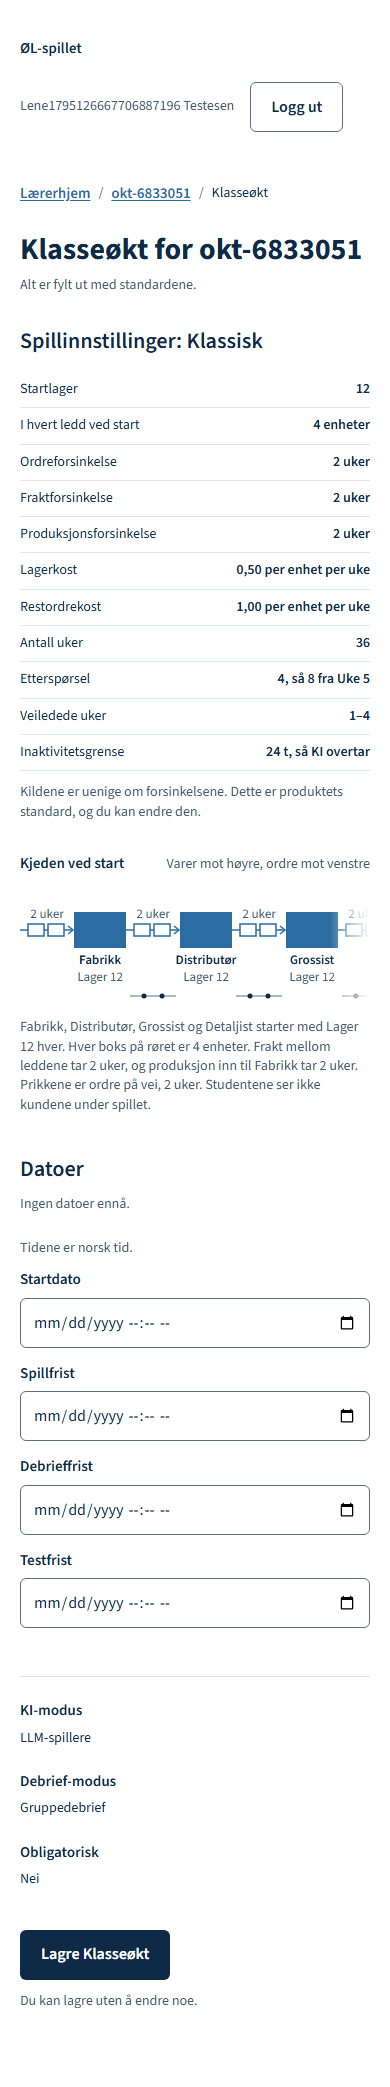 ØL-spillet
Lene1795126667706887196 Testesen
Logg ut
Lærerhjem / okt-6833051 / Klasseøkt
Klasseøkt for okt-6833051
Alt er fylt ut med standardene.
Spillinnstillinger: Klassisk
Startlager 12
I hvert ledd ved start 4 enheter
Ordreforsinkelse 2 uker
Fraktforsinkelse 2 uker
Produksjonsforsinkelse 2 uker
Lagerkost 0,50 per enhet per uke
Restordrekost 1,00 per enhet per uke
Antall uker 36
Etterspørsel 4, så 8 fra Uke 5
Veiledede uker 1–4
Inaktivitetsgrense 24 t, så KI overtar
Kildene er uenige om forsinkelsene. Dette er produktets
standard, og du kan endre den.
Kjeden ved start Varer mot høyre, ordre mot venstre
2 uker 2 uker 2 uker 2 u
Fabrikk Distributør Grossist
Lager 12 Lager 12 Lager 12
Fabrikk, Distributør, Grossist og Detaljist starter med Lager
12 hver. Hver boks på røret er 4 enheter. Frakt mellom
leddene tar 2 uker, og produksjon inn til Fabrikk tar 2 uker.
Prikkene er ordre på vei, 2 uker. Studentene ser ikke
kundene under spillet.
Datoer
Ingen datoer ennå.
Tidene er norsk tid.
Startdato
mm/dd/yyyy --:-- --
Spillfrist
mm/dd/yyyy --:-- --
Debrieffrist
mm/dd/yyyy --:-- --
Testfrist
mm/dd/yyyy --:-- --
KI-modus
LLM-spillere
Debrief-modus
Gruppedebrief
Obligatorisk
Nei
Lagre Klasseøkt
Du kan lagre uten å endre noe.